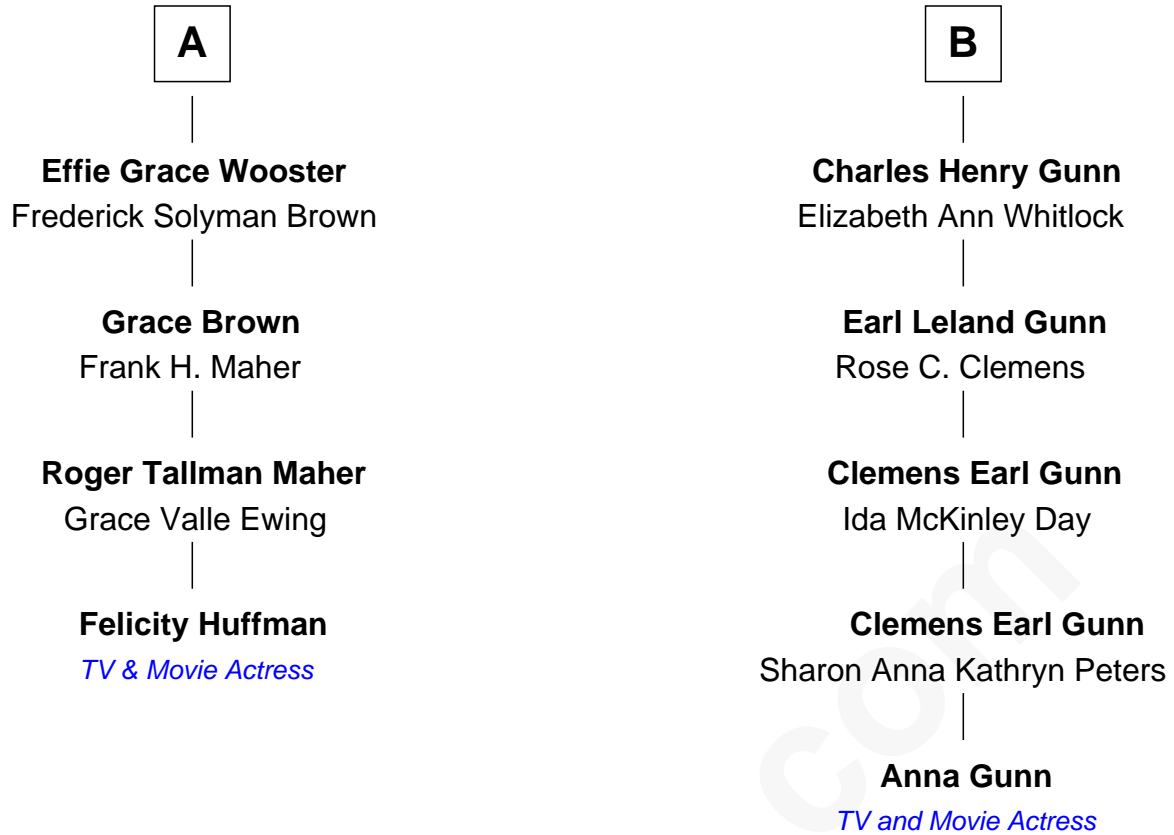 A
Effie Grace Wooster
Frederick Solyman Brown
Grace Brown
Frank H. Maher
Roger Tallman Maher
Grace Valle Ewing
Felicity Huffman
TV & Movie Actress
B
Charles Henry Gunn
Elizabeth Ann Whitlock
Earl Leland Gunn
Rose C. Clemens
Clemens Earl Gunn
Ida McKinley Day
Clemens Earl Gunn
Sharon Anna Kathryn Peters
Anna Gunn
TV and Movie Actress
com